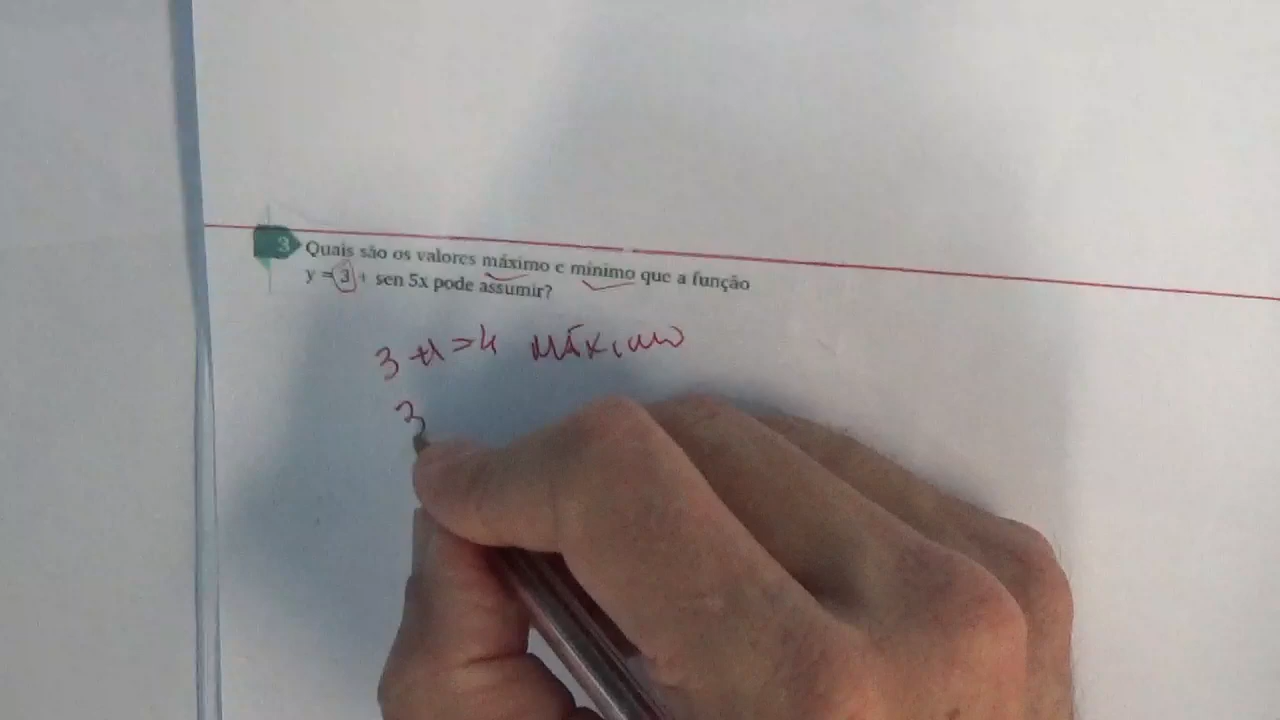 3 Quais são os valores máximo e mínimo que a função
y = 3 + sen 5x pode assumir?
3 + 1 = 4 MÁXIMO
3